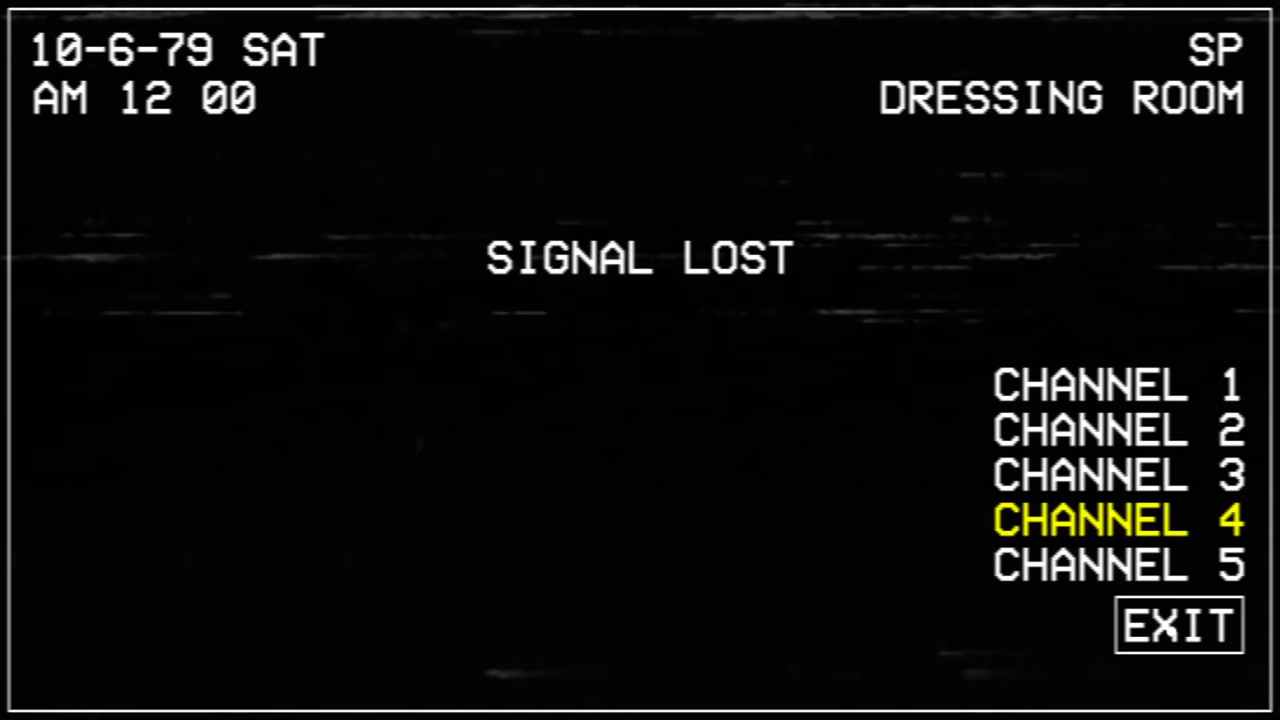 10-6-79 SAT
SP
AM 12 00
DRESSING ROOM
SIGNAL LOST
CHANNEL 1
CHANNEL 2
CHANNEL 3
CHANNEL 4
CHANNEL 5
EXIT